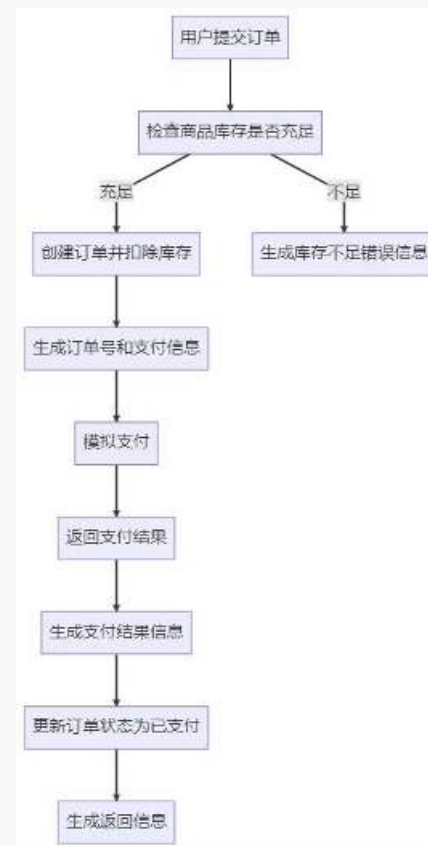 用户提交订单
检查商品库存是否充足
充足
不足
创建订单并扣除库存
生成库存不足错误信息
生成订单号和支付信息
模拟支付
返回支付结果
生成支付结果信息
更新订单状态为已支付
生成返回信息